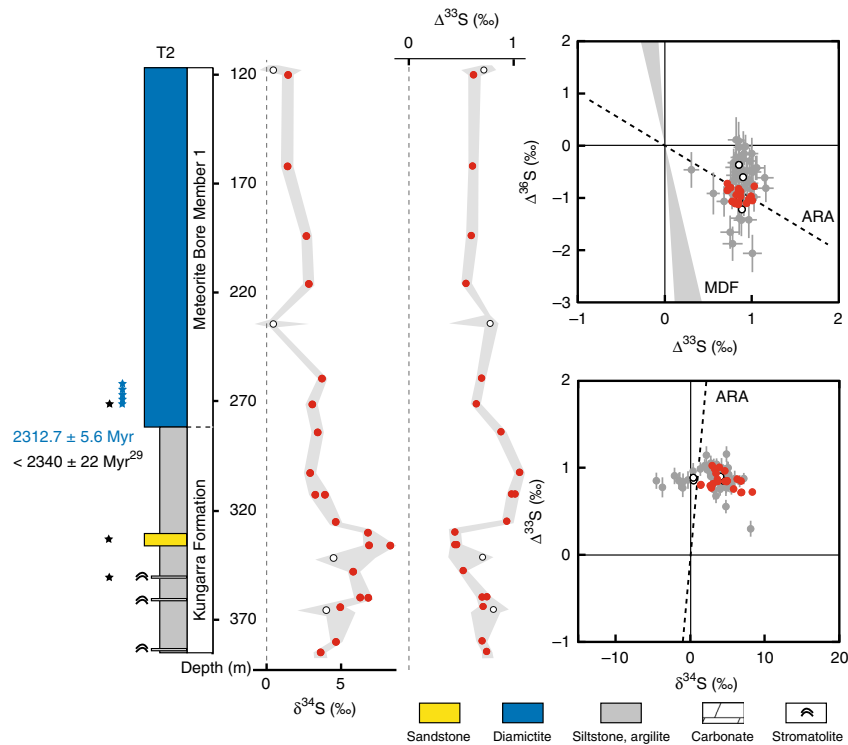 Δ³³S (‰)
0
1
T2
120
170
220
270
320
370
Depth (m)
Meteorite Bore Member 1
Kungarra Formation
2312.7 ± 5.6 Myr
< 2340 ± 22 Myr²⁹
0
5
δ³⁴S (‰)
2
1
0
−1
−2
−3
Δ³⁶S (‰)
ARA
MDF
−1
0
1
2
Δ³³S (‰)
2
1
0
−1
Δ³³S (‰)
ARA
−10
0
10
20
δ³⁴S (‰)
Sandstone
Diamictite
Siltstone, argilite
Carbonate
Stromatolite